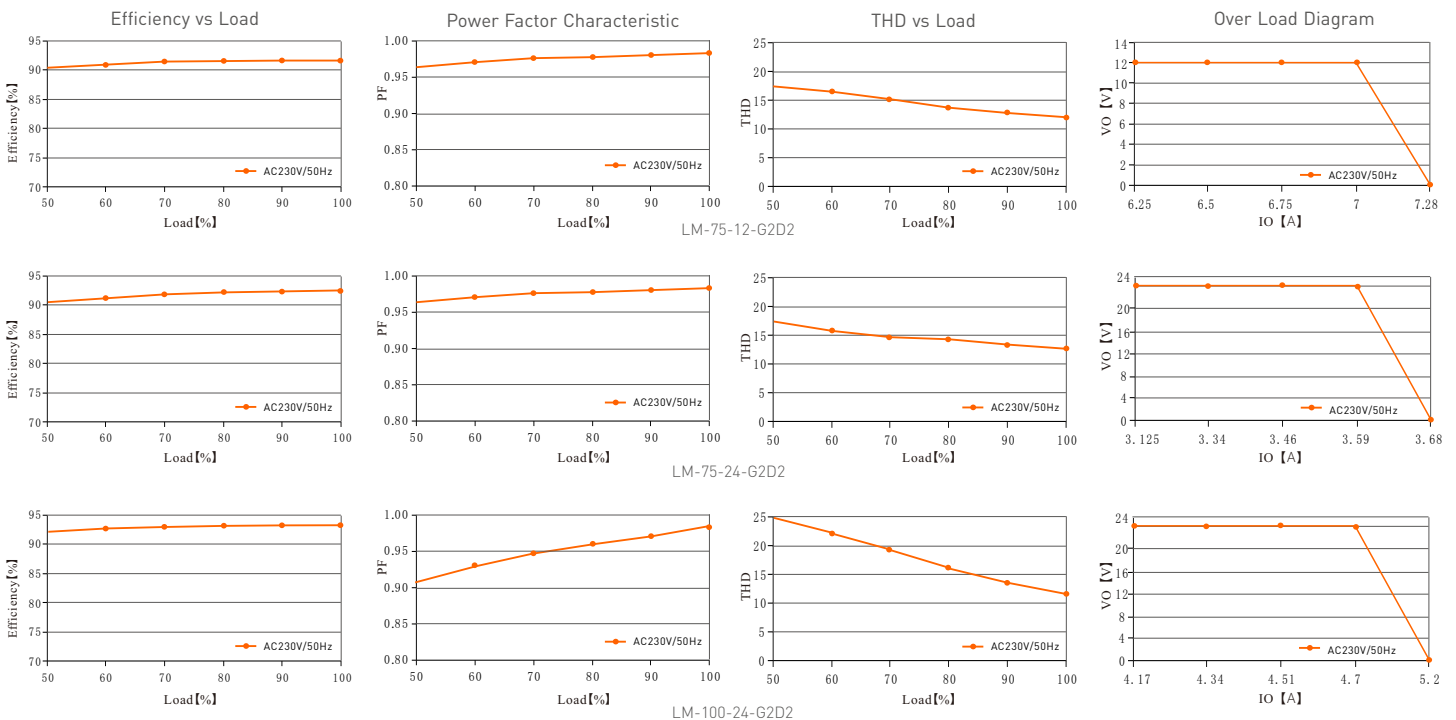 Efficiency vs Load
Power Factor Characteristic
THD vs Load
Over Load Diagram
Efficiency【%】
95
90
85
80
75
70
50 60 70 80 90 100
Load【%】
AC230V/50Hz
PF
1.00
0.95
0.90
0.85
0.80
50 60 70 80 90 100
Load【%】
AC230V/50Hz
THD
25
20
15
10
5
0
50 60 70 80 90 100
Load【%】
AC230V/50Hz
VO【V】
14
12
10
8
6
4
2
0
6.25 6.5 6.75 7 7.28
IO【A】
AC230V/50Hz
LM-75-12-G2D2
Efficiency【%】
95
90
85
80
75
70
50 60 70 80 90 100
Load【%】
AC230V/50Hz
PF
1.00
0.95
0.90
0.85
0.80
50 60 70 80 90 100
Load【%】
AC230V/50Hz
THD
25
20
15
10
5
0
50 60 70 80 90 100
Load【%】
AC230V/50Hz
VO【V】
24
20
16
12
8
4
0
3.125 3.34 3.46 3.59 3.68
IO【A】
AC230V/50Hz
LM-75-24-G2D2
Efficiency【%】
95
90
85
80
75
70
50 60 70 80 90 100
Load【%】
AC230V/50Hz
PF
1.00
0.95
0.90
0.85
0.80
50 60 70 80 90 100
Load【%】
AC230V/50Hz
THD
25
20
15
10
5
0
50 60 70 80 90 100
Load【%】
AC230V/50Hz
VO【V】
24
20
16
12
8
4
0
4.17 4.34 4.51 4.7 5.2
IO【A】
AC230V/50Hz
LM-100-24-G2D2